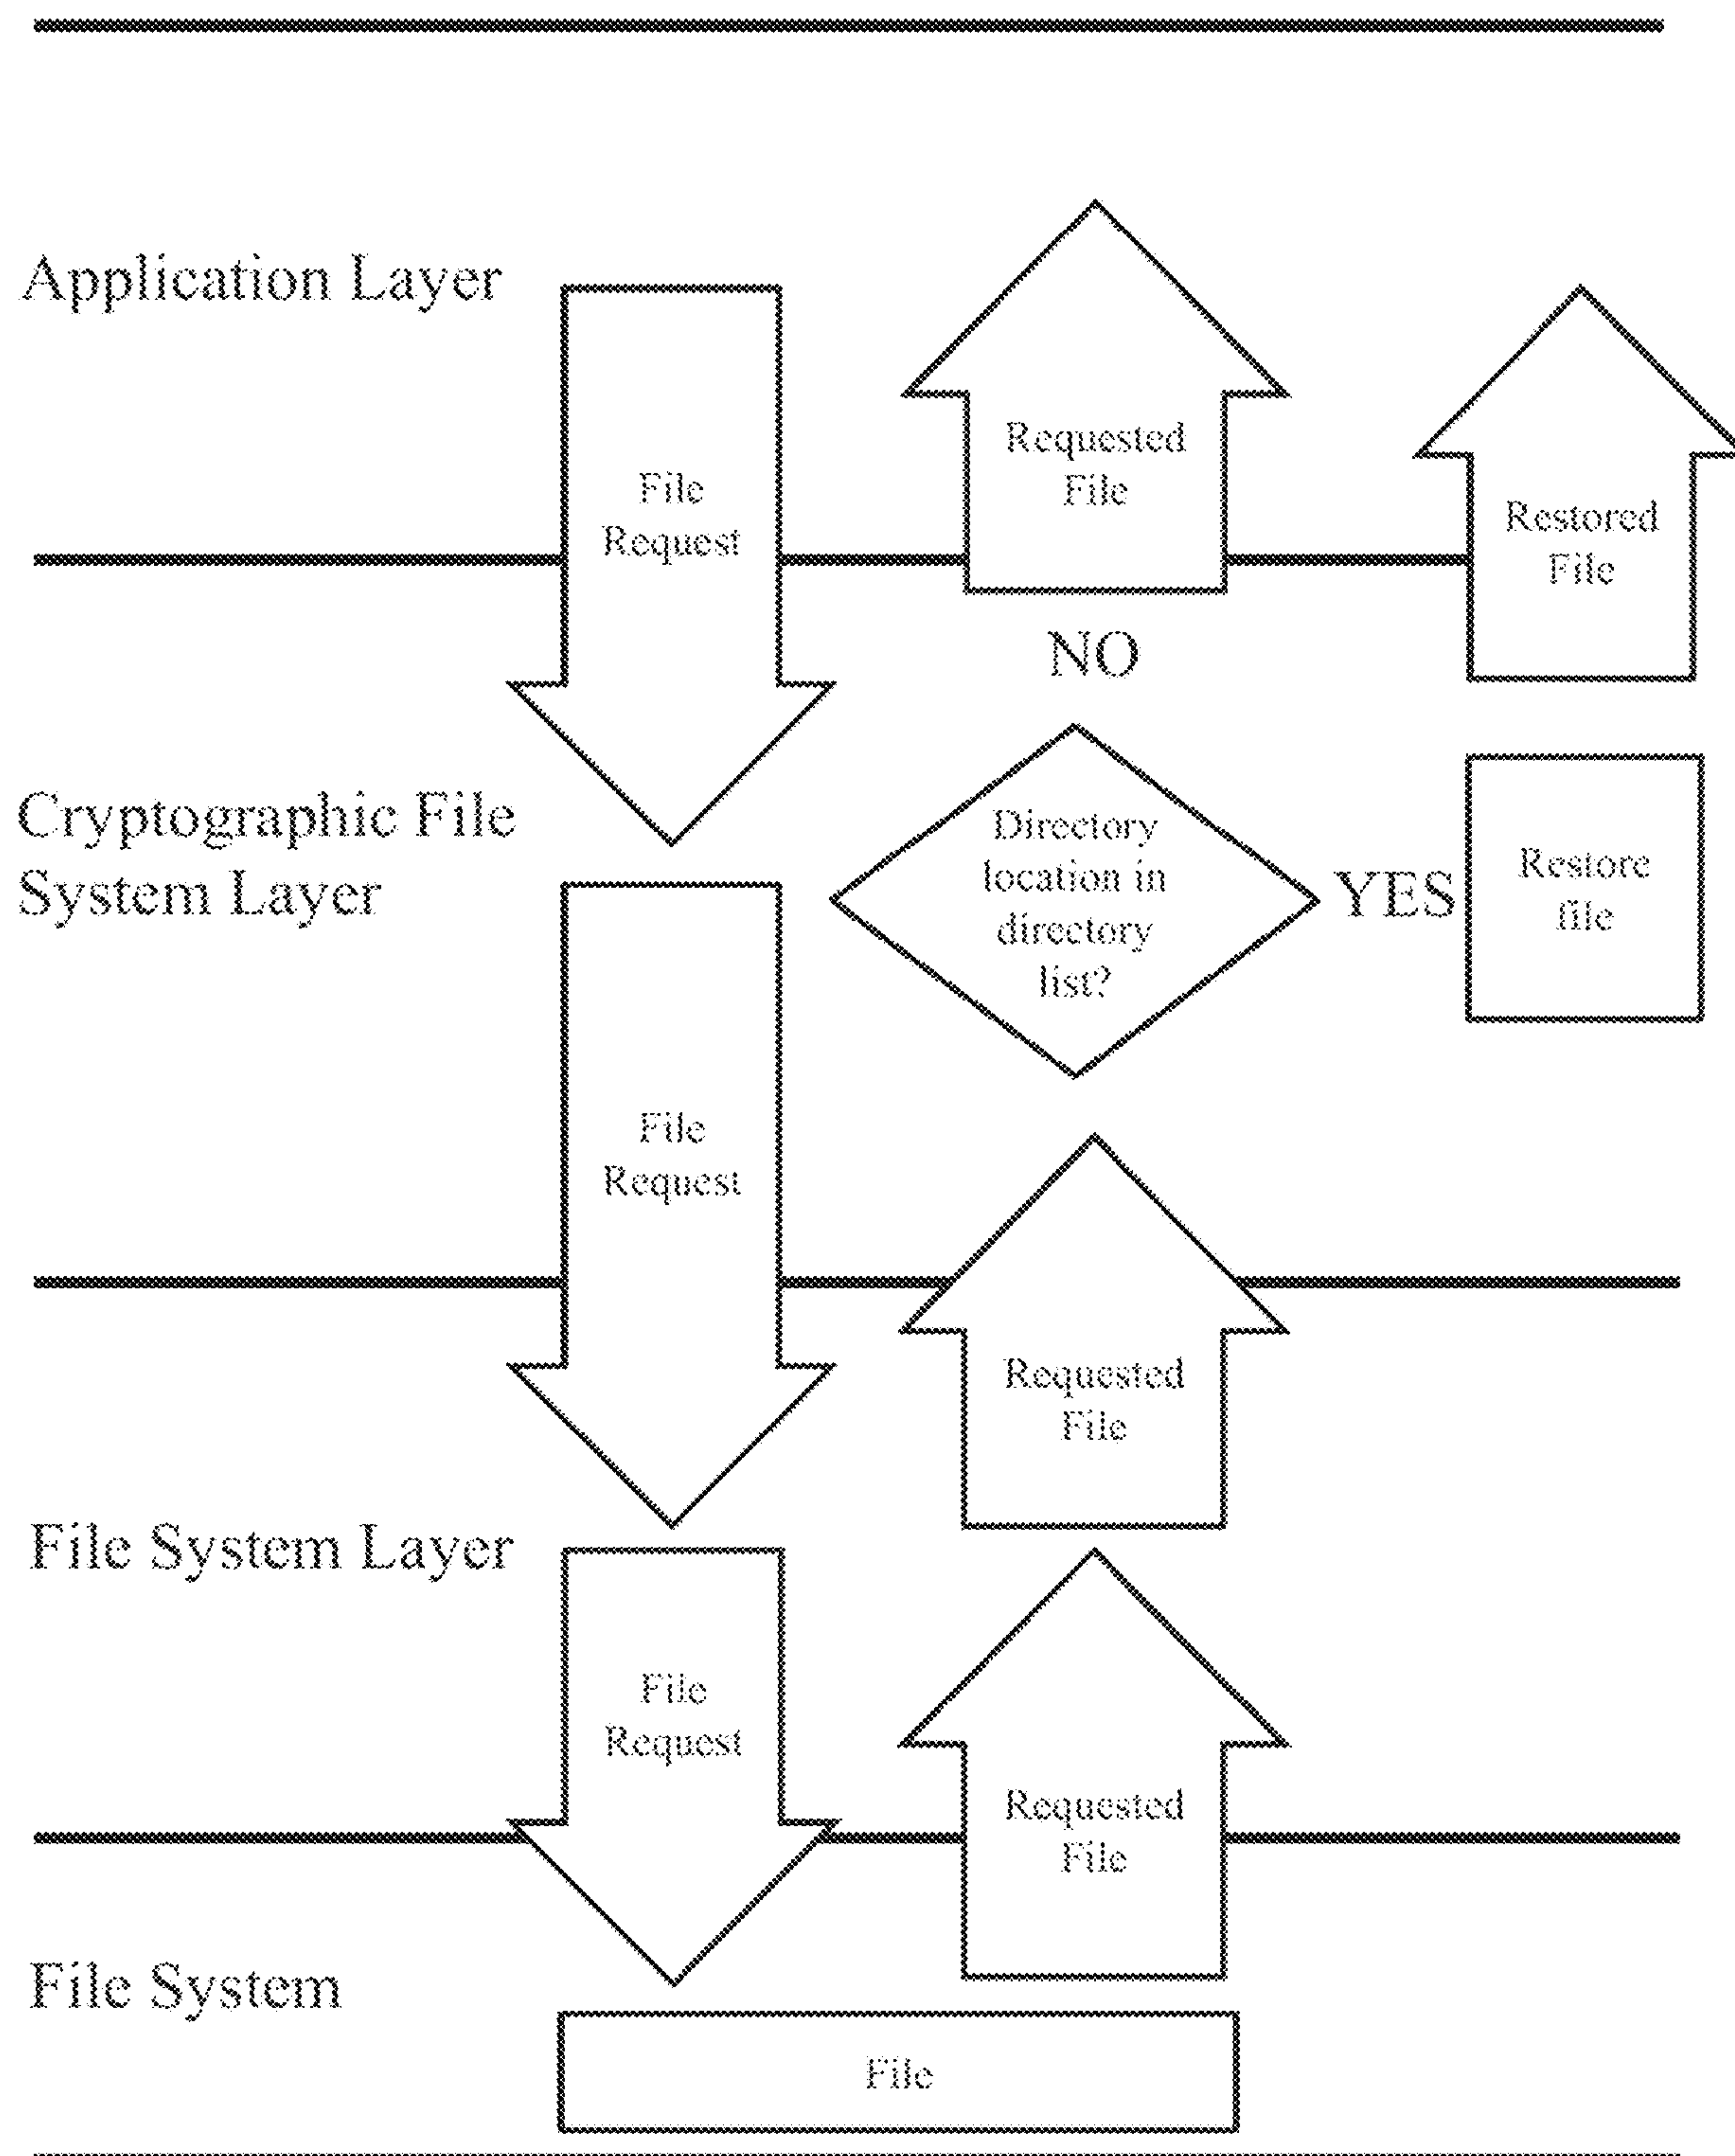 Application Layer
File
Request
Requested
File
Restored
File
NO
Cryptographic File
System Layer
Directory
location in
directory
list?
YES
Restore
file
File
Request
Requested
File
File System Layer
File
Request
Requested
File
File System
File